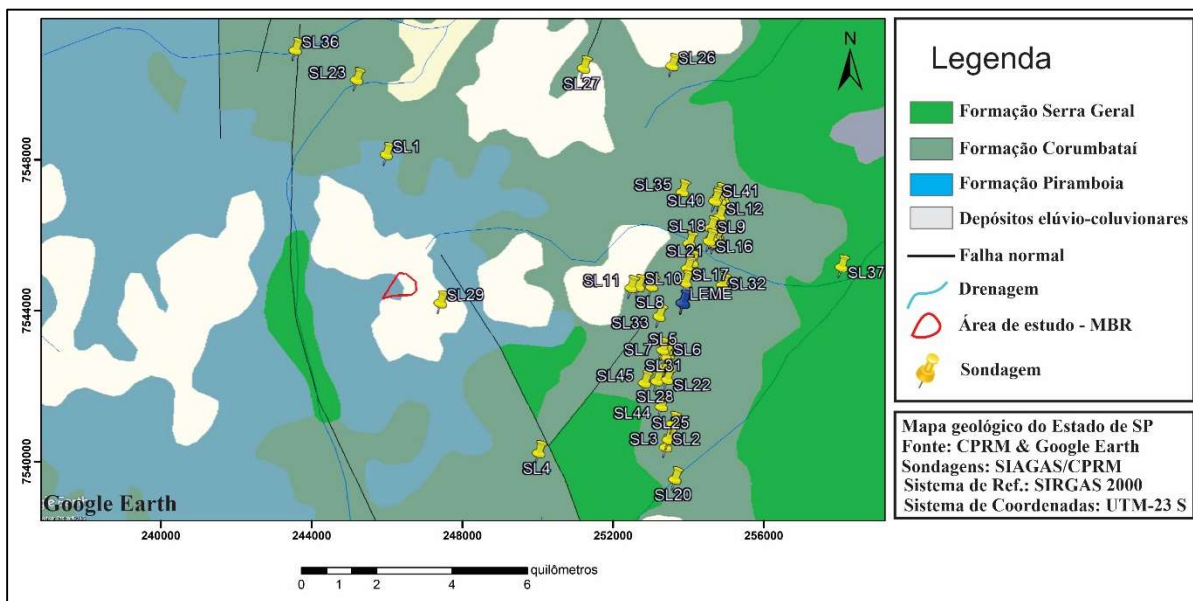 SL36
SL23
SL27
SL26
N
SL1
SL35
SL41
SL40
SL12
SL18
SL9
SL16
SL21
SL37
SL11
SL10
SL17
SL32
SL8
LEME
SL29
SL33
SL5
SL7
SL6
SL31
SL45
SL22
SL28
SL44
SL25
SL3
SL2
SL4
SL20
Google Earth
7548000
7544000
7540000
240000
244000
248000
252000
256000
quilômetros
0 1 2 4 6
Legenda
Formação Serra Geral
Formação Corumbataí
Formação Piramboia
Depósitos elúvio-coluvionares
Falha normal
Drenagem
Área de estudo - MBR
Sondagem
Mapa geológico do Estado de SP
Fonte: CPRM & Google Earth
Sondagens: SIAGAS/CPRM
Sistema de Ref.: SIRGAS 2000
Sistema de Coordenadas: UTM-23 S